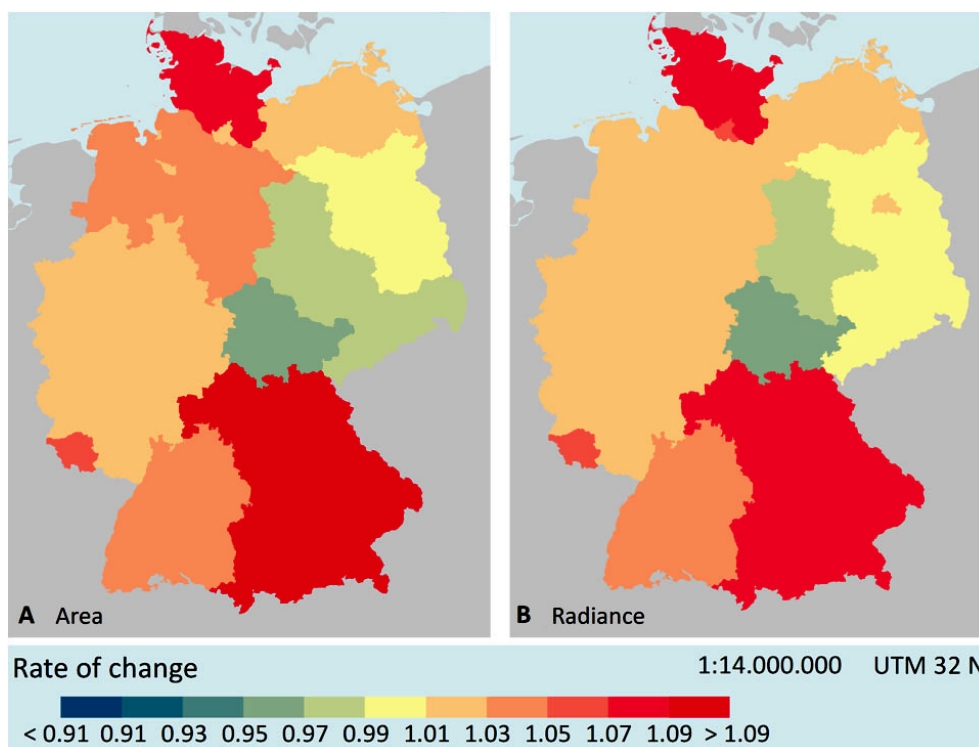 A Area
B Radiance
Rate of change
1:14.000.000 UTM 32 N
< 0.91 0.91 0.93 0.95 0.97 0.99 1.01 1.03 1.05 1.07 1.09 > 1.09